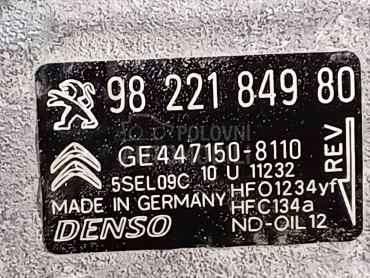 98 221 849 80
GE447150-8110
5SEL09C 10 U 11232
MADE IN GERMANY
DENSO
HFO1234yf
HFC134a
ND-OIL12
REV
POLOVNI